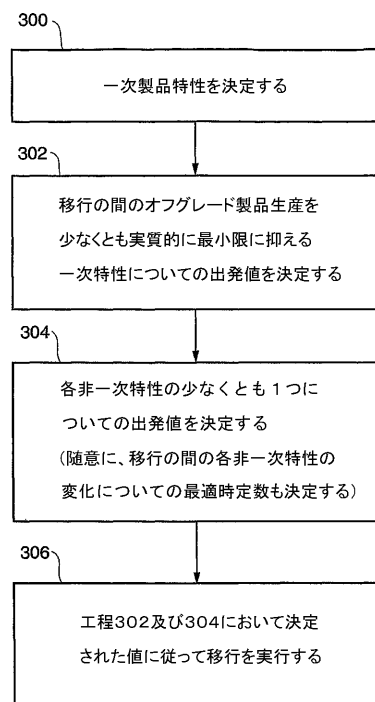 300
一次製品特性を決定する
302
移行の間のオフグレード製品生産を
少なくとも実質的に最小限に抑える
一次特性についての出発値を決定する
304
各非一次特性の少なくとも1つに
ついての出発値を決定する
(随意に、移行の間の各非一次特性の
変化についての最適時定数も決定する)
306
工程302及び304において決定
された値に従って移行を実行する